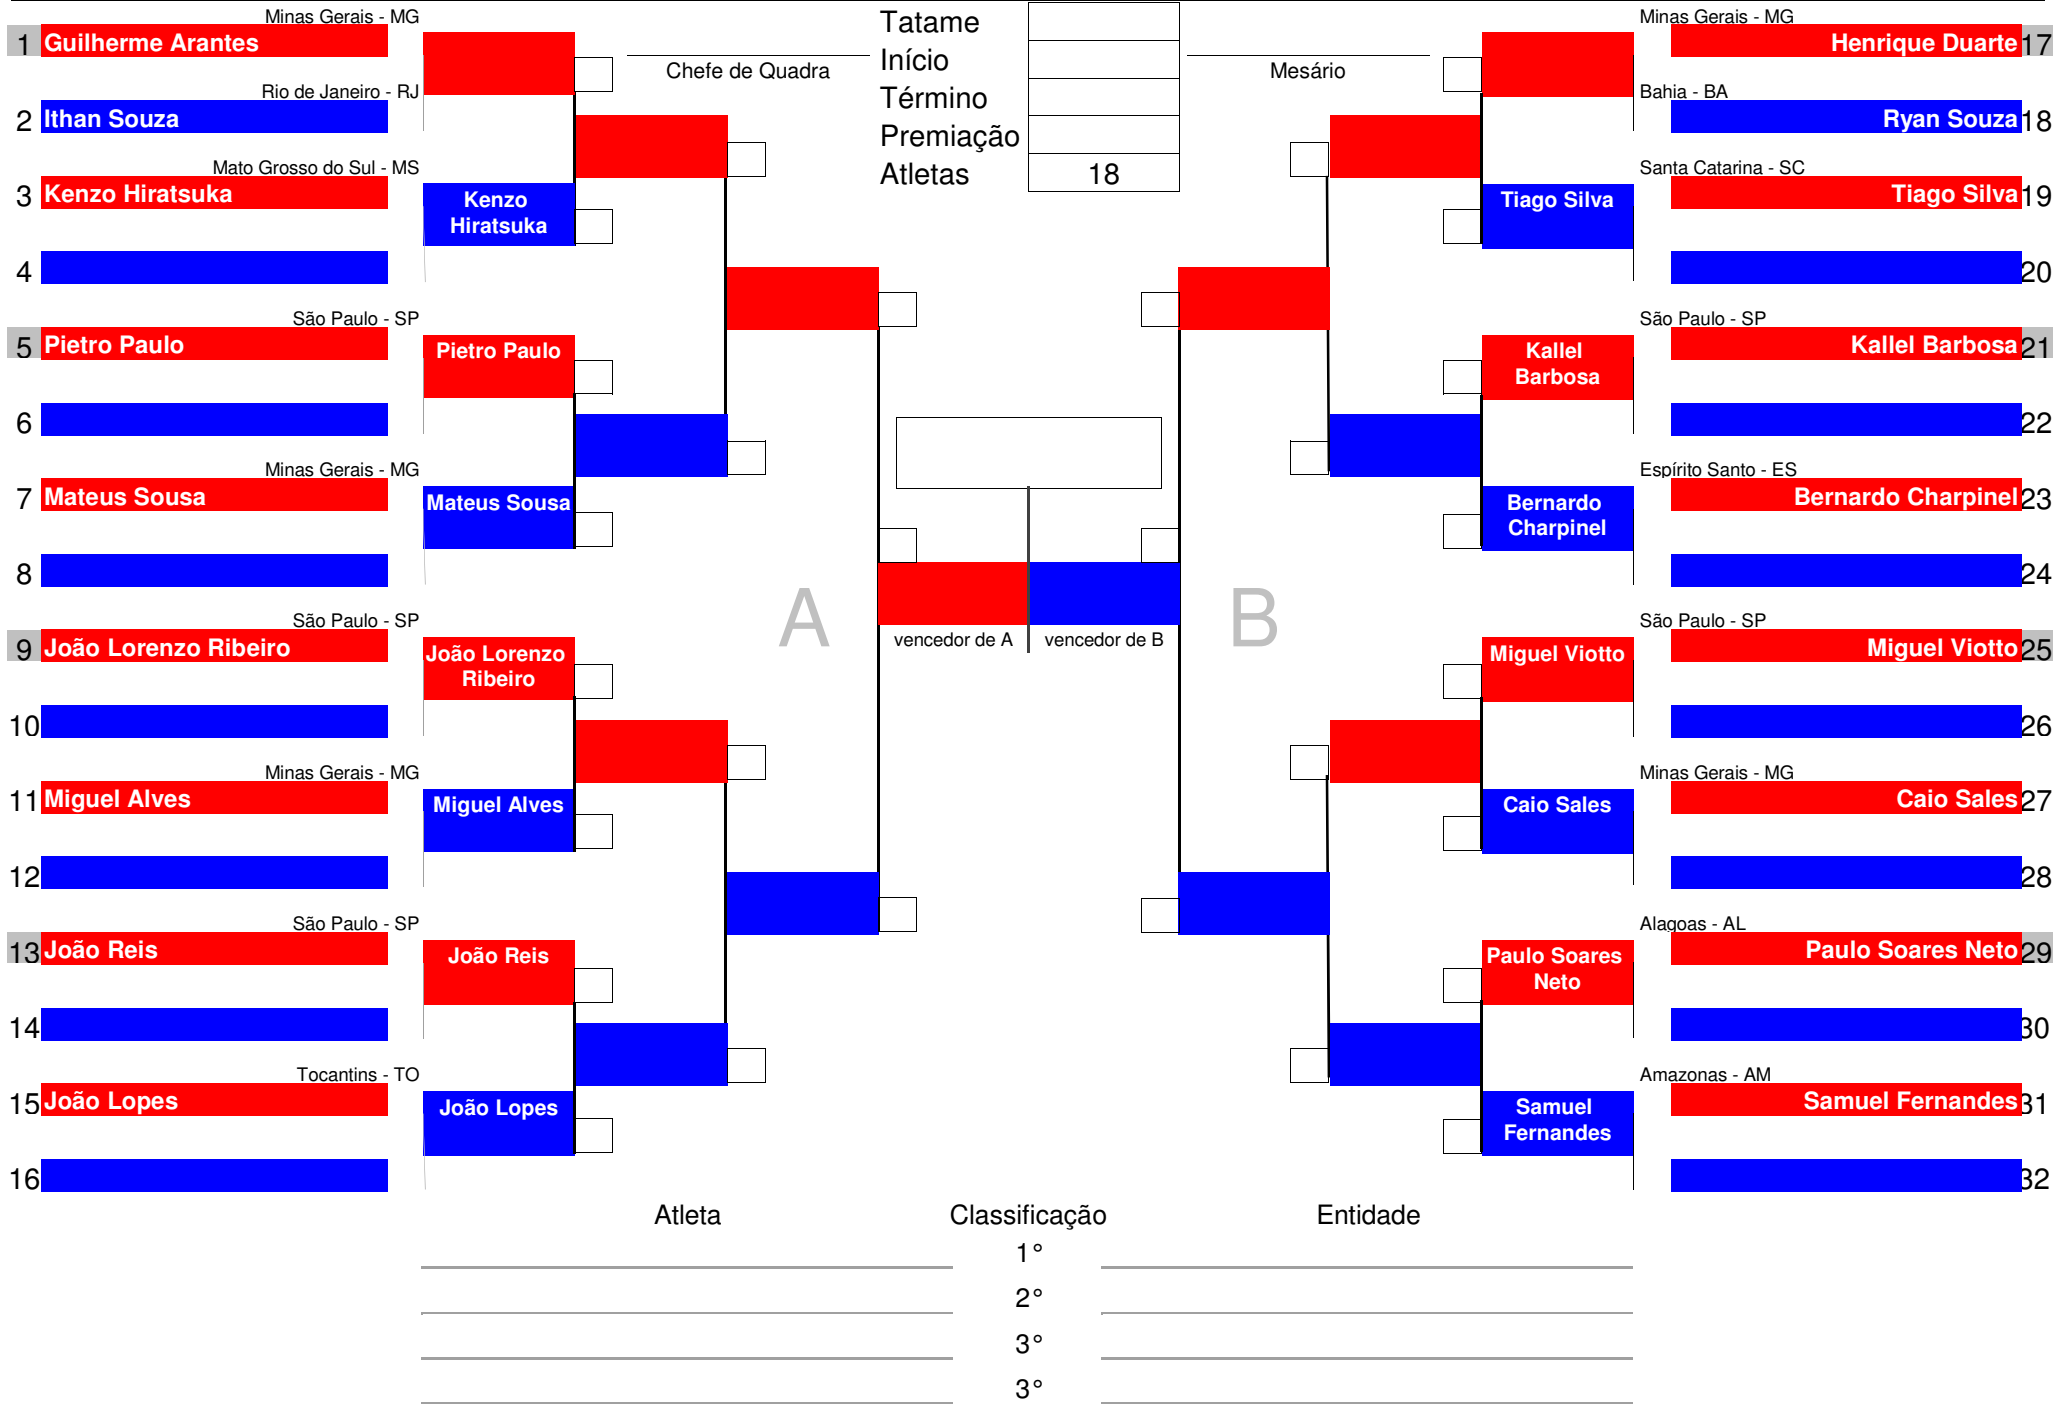 Minas Gerais - MG
1 Guilherme Arantes
Rio de Janeiro - RJ
2 Ithan Souza
Mato Grosso do Sul - MS
3 Kenzo Hiratsuka
4
São Paulo - SP
5 Pietro Paulo
6
Minas Gerais - MG
7 Mateus Sousa
8
São Paulo - SP
9 João Lorenzo Ribeiro
10
Minas Gerais - MG
11 Miguel Alves
12
São Paulo - SP
13 João Reis
14
Tocantins - TO
15 João Lopes
16
Kenzo
Hiratsuka
Pietro Paulo
Mateus Sousa
João Lorenzo
Ribeiro
Miguel Alves
João Reis
João Lopes
Chefe de Quadra
Tatame
Início
Término
Premiação
Atletas 18
Mesário
A
vencedor de A
vencedor de B
B
Tiago Silva
Kallel
Barbosa
Bernardo
Charpinel
Miguel Viotto
Caio Sales
Paulo Soares
Neto
Samuel
Fernandes
Minas Gerais - MG
Henrique Duarte 17
Bahia - BA
Ryan Souza 18
Santa Catarina - SC
Tiago Silva 19
20
São Paulo - SP
Kallel Barbosa 21
22
Espírito Santo - ES
Bernardo Charpinel 23
24
São Paulo - SP
Miguel Viotto 25
26
Minas Gerais - MG
Caio Sales 27
28
Alagoas - AL
Paulo Soares Neto 29
30
Amazonas - AM
Samuel Fernandes 31
32
Atleta Classificação Entidade
1°
2°
3°
3°